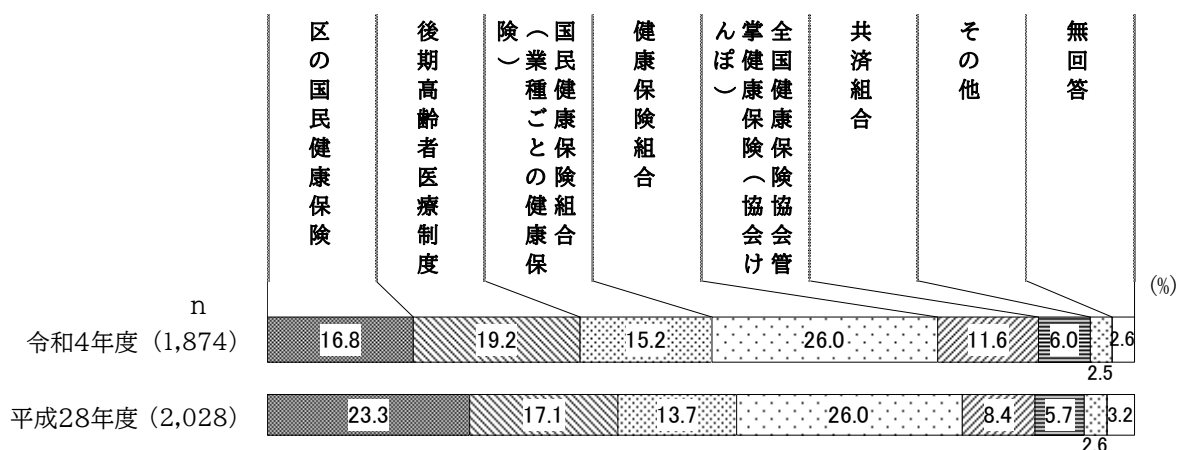 区の国民健康保険
後期高齢者医療制度
国民健康保険組合
（業種ごとの健康保
険）
健康保険組合
全国健康保険協会管
掌健康保険（協会け
んぽ）
共済組合
その他
無回答
(%)
n
令和4年度 (1,874)
16.8
19.2
15.2
26.0
11.6
6.0
2.5
2.6
平成28年度 (2,028)
23.3
17.1
13.7
26.0
8.4
5.7
2.6
3.2